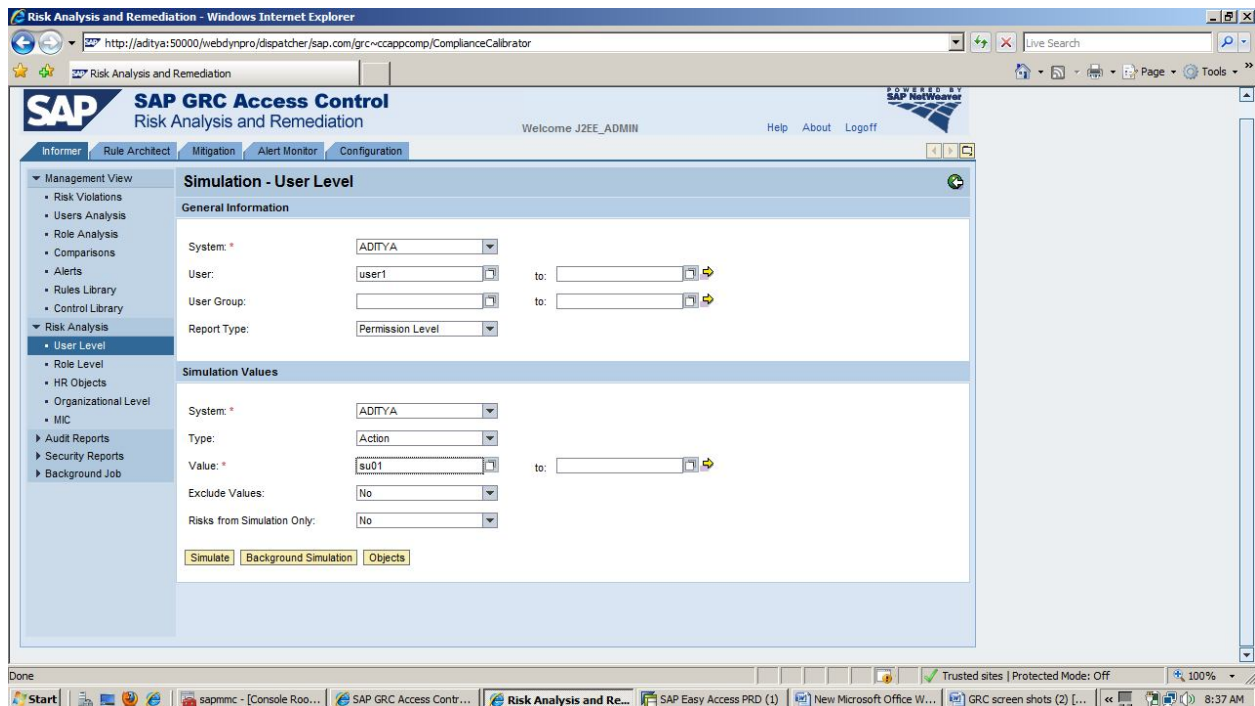 Risk Analysis and Remediation - Windows Internet Explorer
http://aditya:50000/webdynpro/dispatcher/sap.com/grc~ccappcomp/ComplianceCalibrator
Live Search
Risk Analysis and Remediation
Page Tools
SAP
SAP GRC Access Control
Risk Analysis and Remediation
Welcome J2EE_ADMIN
Help About Logoff
POWERED BY
SAP NetWeaver
Informer Rule Architect Mitigation Alert Monitor Configuration
Management View
Risk Violations
Users Analysis
Role Analysis
Comparisons
Alerts
Rules Library
Control Library
Risk Analysis
User Level
Role Level
HR Objects
Organizational Level
MIC
Audit Reports
Security Reports
Background Job
Simulation - User Level
General Information
System: * ADITYA
User: user1 to:
User Group: to:
Report Type: Permission Level
Simulation Values
System: * ADITYA
Type: Action
Value: * su01 to:
Exclude Values: No
Risks from Simulation Only: No
Simulate Background Simulation Objects
Done
Trusted sites | Protected Mode: Off
100%
Start
sapmmc - [Console Roo...
SAP GRC Access Contr...
Risk Analysis and Re...
SAP Easy Access PRD (1)
New Microsoft Office W...
GRC screen shots (2) [...
8:37 AM